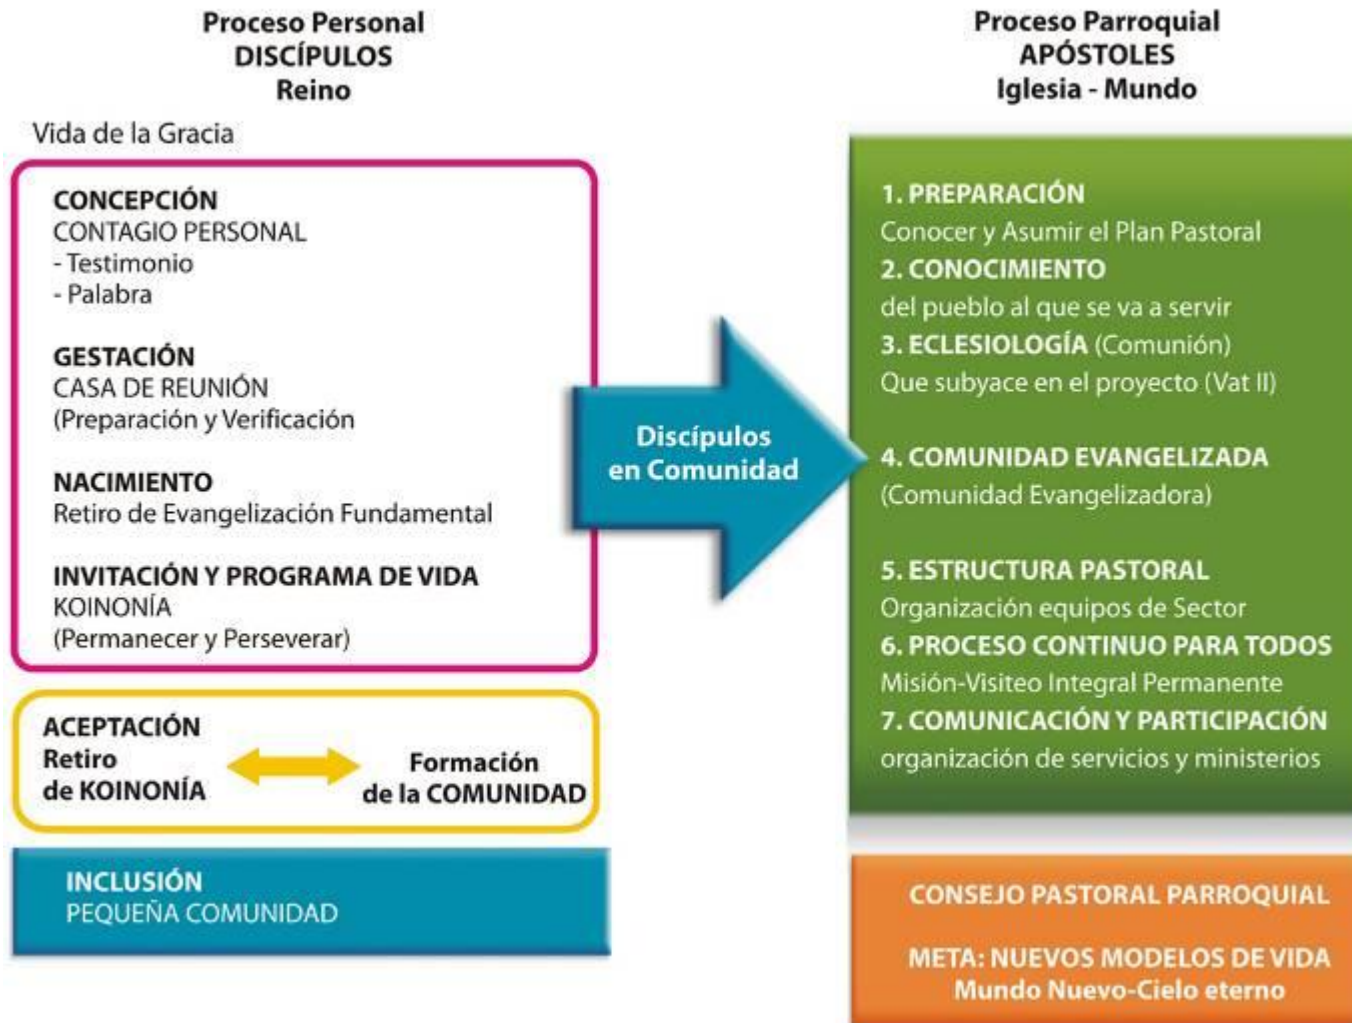 Proceso Personal
DISCÍPULOS
Reino
Vida de la Gracia
CONCEPCIÓN
CONTAGIO PERSONAL
- Testimonio
- Palabra
GESTACIÓN
CASA DE REUNIÓN
(Preparación y Verificación
NACIMIENTO
Retiro de Evangelización Fundamental
INVITACIÓN Y PROGRAMA DE VIDA
KOINONÍA
(Permanecer y Perseverar)
ACEPTACIÓN
Retiro
de KOINONÍA
Formación
de la COMUNIDAD
INCLUSIÓN
PEQUEÑA COMUNIDAD
Discípulos
en Comunidad
Proceso Parroquial
APÓSTOLES
Iglesia - Mundo
1. PREPARACIÓN
Conocer y Asumir el Plan Pastoral
2. CONOCIMIENTO
del pueblo al que se va a servir
3. ECLESIOLOGÍA (Comunión)
Que subyace en el proyecto (Vat II)
4. COMUNIDAD EVANGELIZADA
(Comunidad Evangelizadora)
5. ESTRUCTURA PASTORAL
Organización equipos de Sector
6. PROCESO CONTINUO PARA TODOS
Misión-Visiteo Integral Permanente
7. COMUNICACIÓN Y PARTICIPACIÓN
organización de servicios y ministerios
CONSEJO PASTORAL PARROQUIAL
META: NUEVOS MODELOS DE VIDA
Mundo Nuevo-Cielo eterno